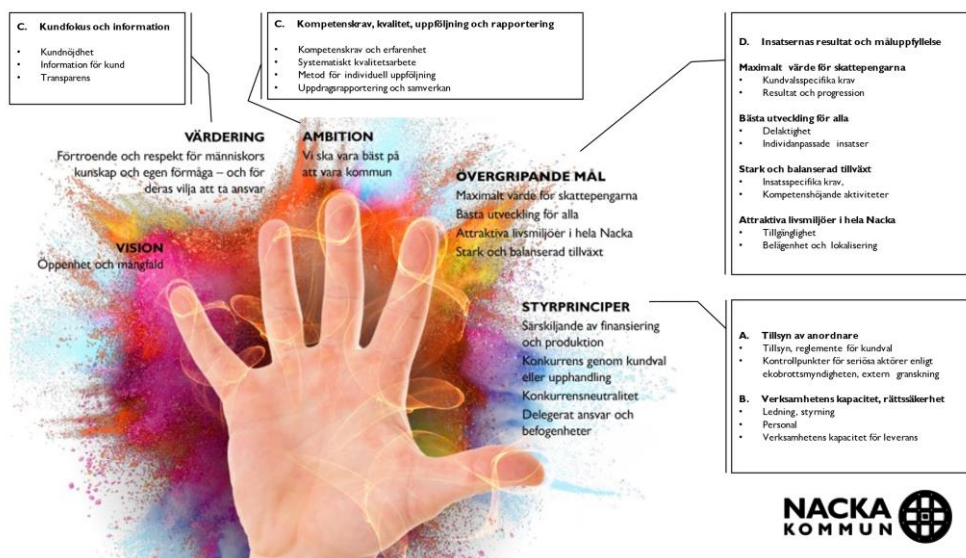 C. Kundfokus och information
• Kundnöjdhet
• Information för kund
• Transparens
C. Kompetenskrav, kvalitet, uppföljning och rapportering
• Kompetenskrav och erfarenhet
• Systematiskt kvalitetsarbete
• Metod för individuell uppföljning
• Uppdragsrapportering och samverkan
D. Insatsernas resultat och måluppfyllelse
Maximalt värde för skattepengarna
• Kundvalsspecifika krav
• Resultat och progression
Bästa utveckling för alla
• Delaktighet
• Individanpassade insatser
Stark och balanserad tillväxt
• Insatsspecifika krav,
• Kompetenshöjande aktiviteter
Attraktiva livsmiljöer i hela Nacka
• Tillgänglighet
• Belägenhet och lokalisering
VÄRDERING
Förtroende och respekt för människors
kunskap och egen förmåga – och för
deras vilja att ta ansvar
AMBITION
Vi ska vara bäst på
att vara kommun
ÖVERGRIPANDE MÅL
Maximalt värde för skattepengarna
Bästa utveckling för alla
Attraktiva livsmiljöer i hela Nacka
Stark och balanserad tillväxt
VISION
Öppenhet och mångfald
STYRPRINCIPER
Särskiljande av finansiering
och produktion
Konkurrens genom kundval
eller upphandling
Konkurrensneutralitet
Delegerat ansvar och
befogenheter
A. Tillsyn av anordnare
• Tillsyn, reglemente för kundval
• Kontrollpunkter för seriösa aktörer enligt
ekobrottsmyndigheten, extern granskning
B. Verksamhetens kapacitet, rättssäkerhet
• Ledning, styrning
• Personal
• Verksamhetens kapacitet för leverans
NACKA
KOMMUN